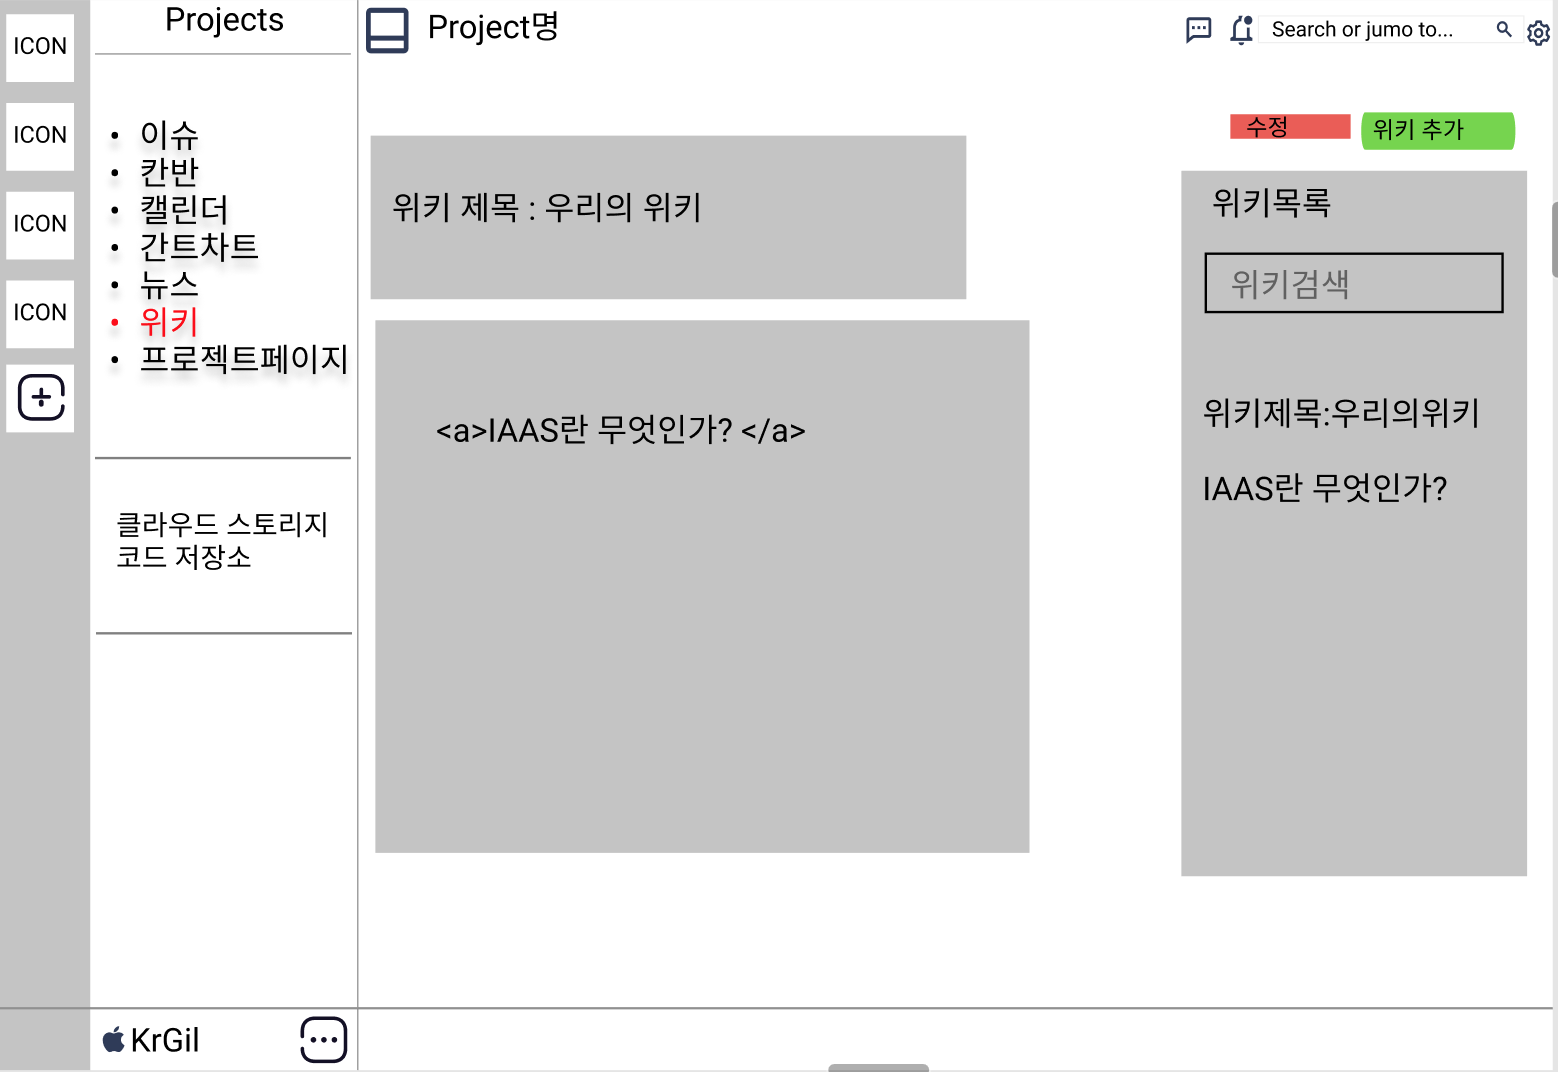 ICON
ICON
ICON
ICON
Projects
• 이슈
• 칸반
• 캘린더
• 간트차트
• 뉴스
• 위키
• 프로젝트페이지
클라우드 스토리지
코드 저장소
KrGil
Project명
Search or jumo to...
수정
위키 추가
위키 제목 : 우리의 위키
<a>IAAS란 무엇인가? </a>
위키목록
위키검색
위키제목:우리의위키
IAAS란 무엇인가?